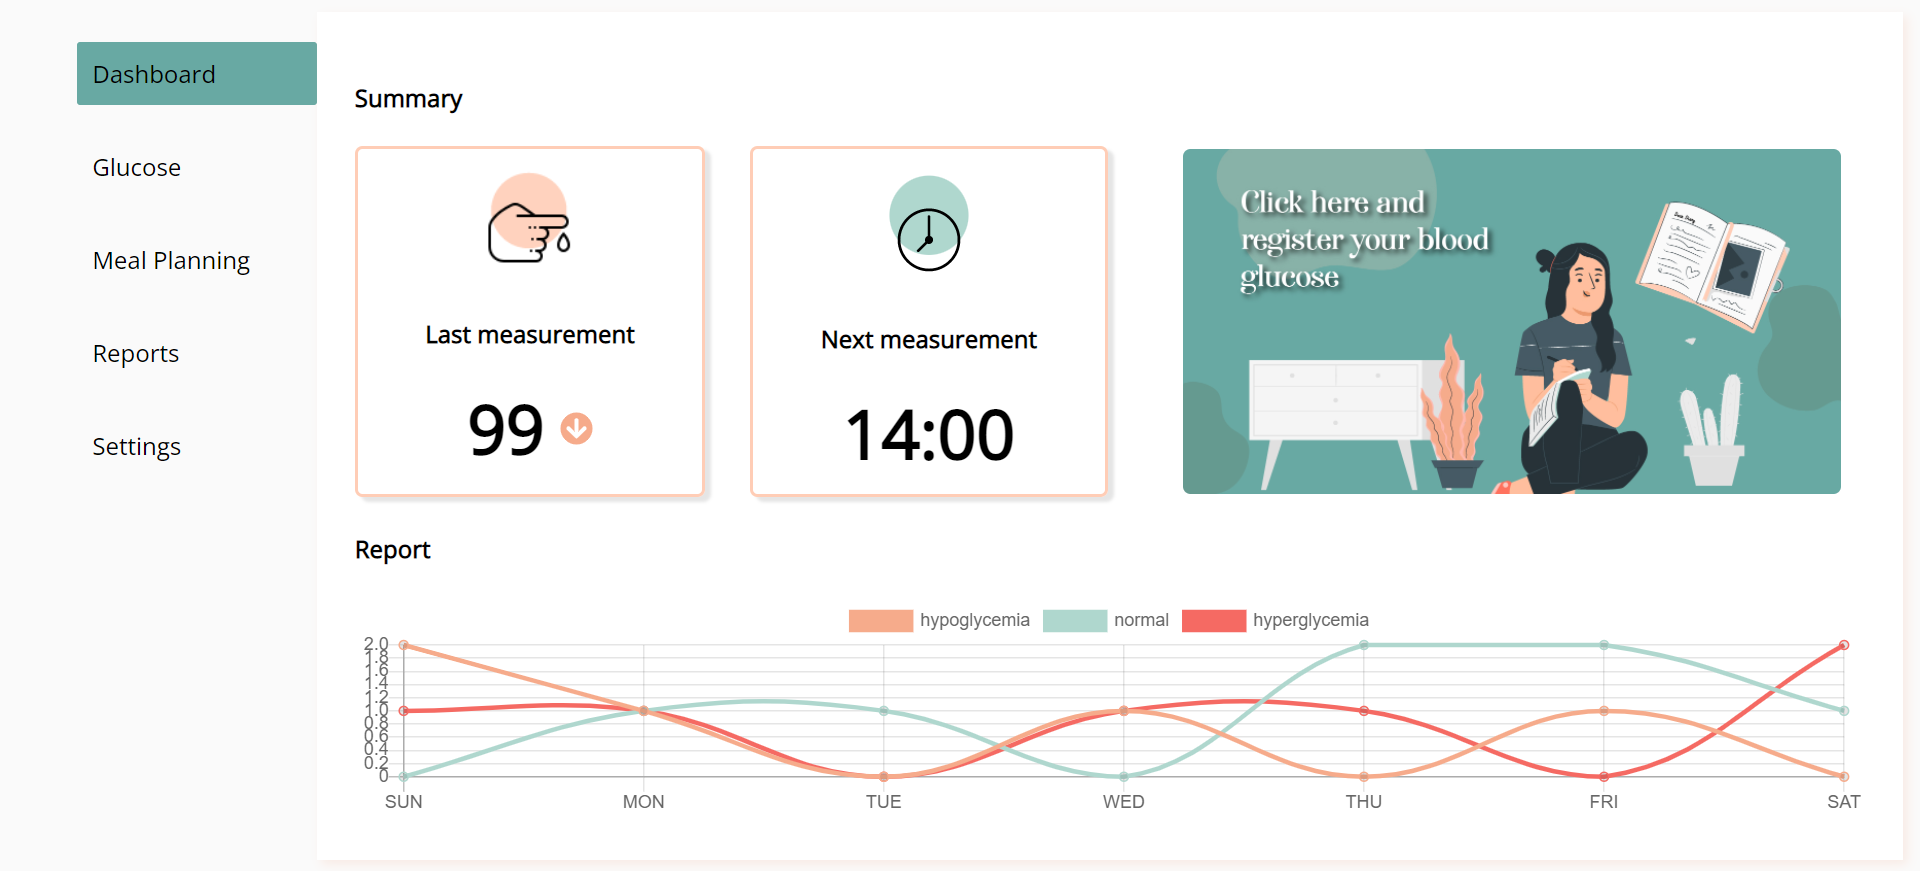 Dashboard
Glucose
Meal Planning
Reports
Settings
Summary
Last measurement
99
Next measurement
14:00
Click here and
register your blood
glucose
Report
hypoglycemia normal hyperglycemia
2.0
1.8
1.6
1.4
1.2
1.0
0.8
0.6
0.4
0.2
0
SUN MON TUE WED THU FRI SAT